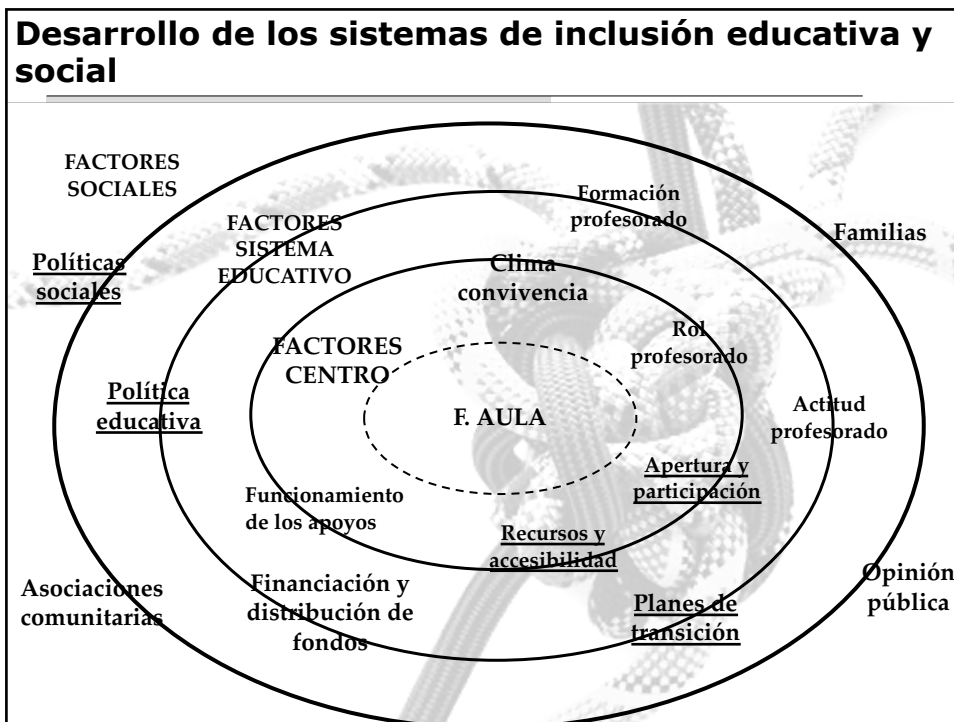 Desarrollo de los sistemas de inclusión educativa y
social
FACTORES
SOCIALES
Formación
profesorado
FACTORES
SISTEMA
EDUCATIVO
Familias
Políticas
sociales
Clima
convivencia
Rol
profesorado
FACTORES
CENTRO
Política
educativa
F. AULA
Actitud
profesorado
Apertura y
participación
Funcionamiento
de los apoyos
Recursos y
accesibilidad
Asociaciones
comunitarias
Financiación y
distribución de
fondos
Planes de
transición
Opinión
pública